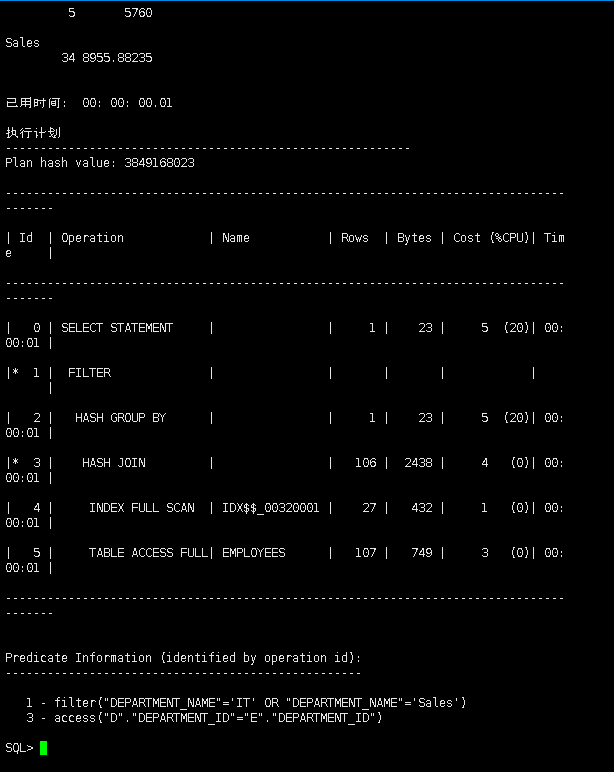 5       5760
Sales
        34 8955.88235
已用时间:  00: 00: 00.01
执行计划
----------------------------------------------------------
Plan hash value: 3849168023
--------------------------------------------------------------------------------
-------
| Id  | Operation            | Name            | Rows  | Bytes | Cost (%CPU)| Tim
e     |
--------------------------------------------------------------------------------
-------
|   0 | SELECT STATEMENT     |                 |     1 |    23 |     5  (20)| 00:
00:01 |
|*  1 |  FILTER              |                 |       |       |            |
      |
|   2 |   HASH GROUP BY      |                 |     1 |    23 |     5  (20)| 00:
00:01 |
|*  3 |    HASH JOIN         |                 |   106 |  2438 |     4   (0)| 00:
00:01 |
|   4 |     INDEX FULL SCAN  | IDX$$_00320001 |    27 |   432 |     1   (0)| 00:
00:01 |
|   5 |     TABLE ACCESS FULL| EMPLOYEES       |   107 |   749 |     3   (0)| 00:
00:01 |
--------------------------------------------------------------------------------
-------
Predicate Information (identified by operation id):
---------------------------------------------------
   1 - filter("DEPARTMENT_NAME"='IT' OR "DEPARTMENT_NAME"='Sales')
   3 - access("D"."DEPARTMENT_ID"="E"."DEPARTMENT_ID")
SQL>